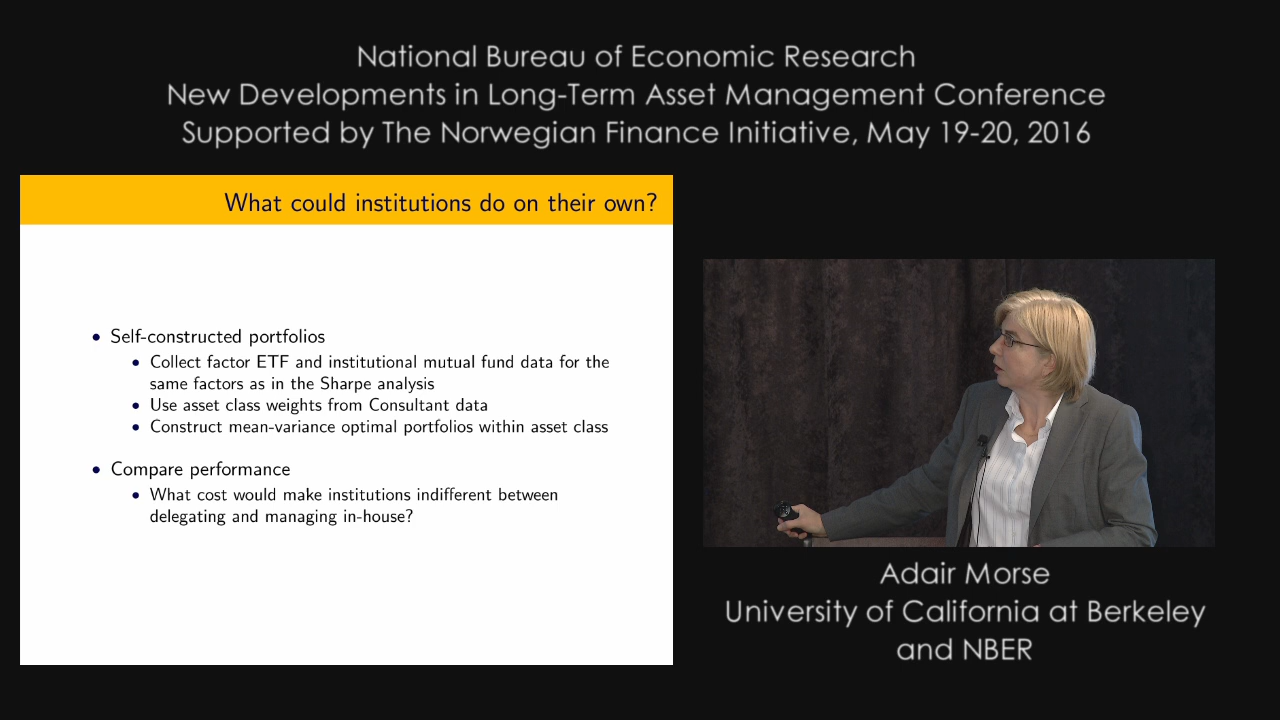 National Bureau of Economic Research
New Developments in Long-Term Asset Management Conference
Supported by The Norwegian Finance Initiative, May 19-20, 2016
What could institutions do on their own?
• Self-constructed portfolios
• Collect factor ETF and institutional mutual fund data for the
same factors as in the Sharpe analysis
• Use asset class weights from Consultant data
• Construct mean-variance optimal portfolios within asset class
• Compare performance
• What cost would make institutions indifferent between
delegating and managing in-house?
Adair Morse
University of California at Berkeley
and NBER